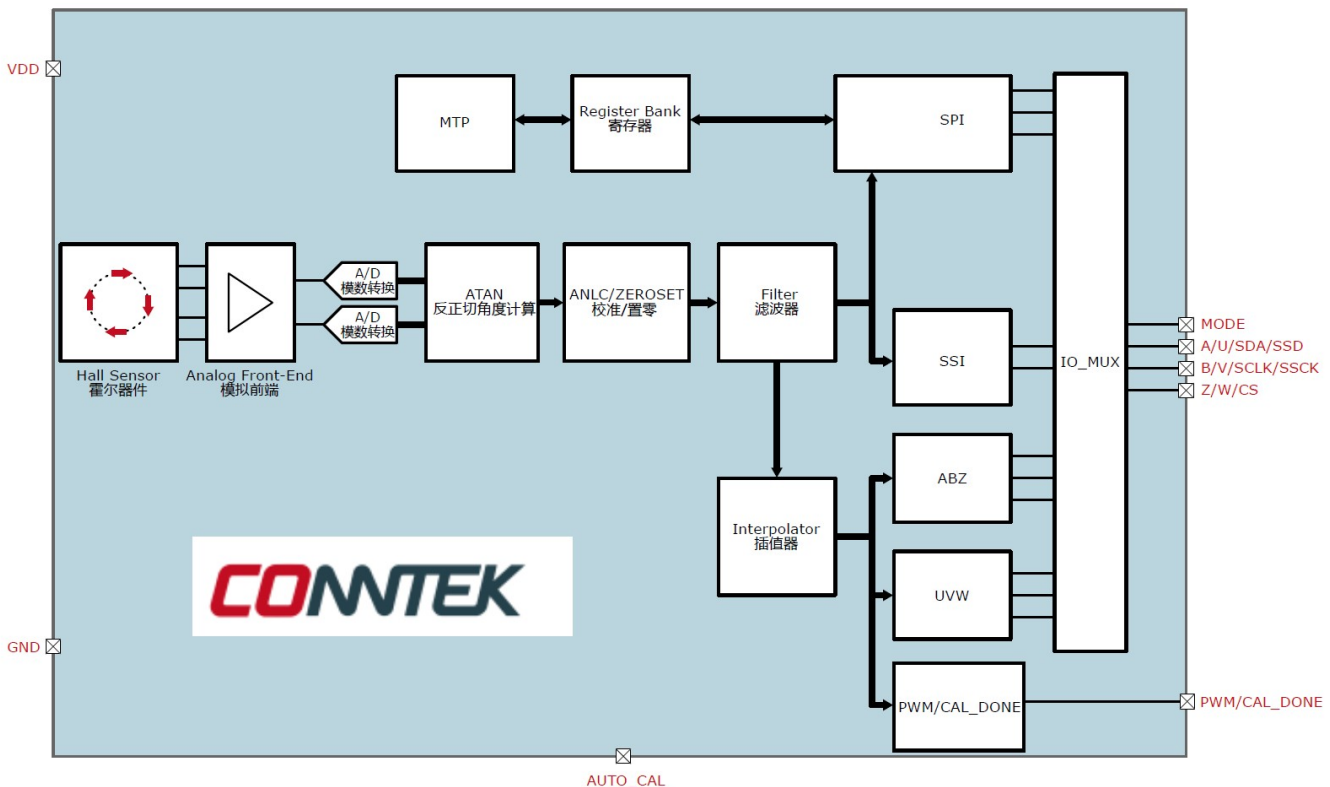 VDD
MTP
Register Bank
寄存器
SPI
A/D
模数转换
A/D
模数转换
ATAN
反正切角度计算
ANLC/ZEROSET
校准/置零
Filter
滤波器
Hall Sensor
霍尔器件
Analog Front-End
模拟前端
SSI
IO_MUX
MODE
A/U/SDA/SSD
B/V/SCLK/SSCK
Z/W/CS
ABZ
Interpolator
插值器
CONNTEK
UVW
GND
PWM/CAL_DONE
PWM/CAL_DONE
AUTO_CAL